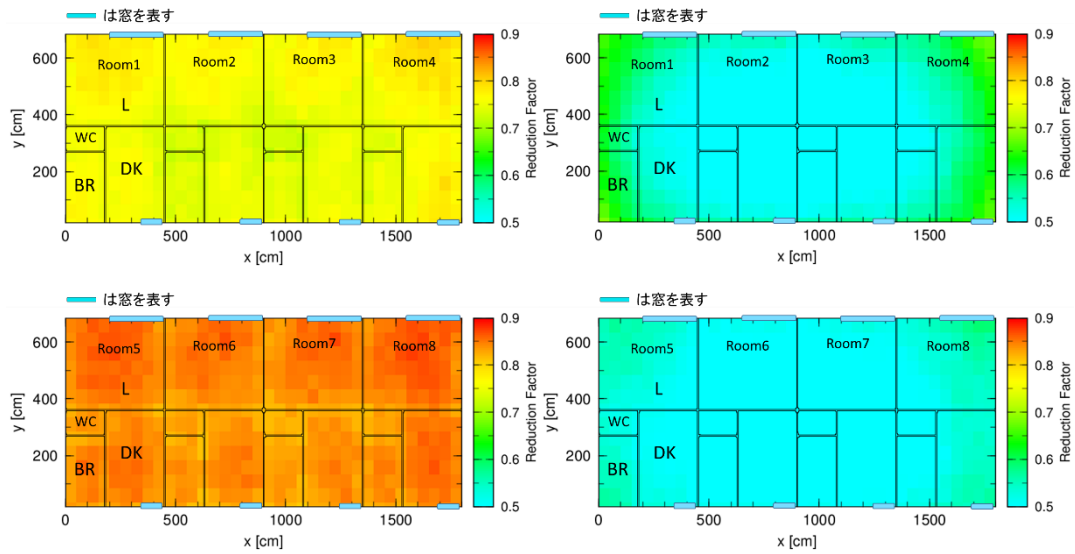 は窓を表す
は窓を表す
600
400
200
y [cm]
Room1
Room2
Room3
Room4
L
WC
DK
BR
0
500
1000
1500
x [cm]
0.9
0.8
0.7
0.6
0.5
Reduction Factor
600
400
200
y [cm]
Room1
Room2
Room3
Room4
L
WC
DK
BR
0
500
1000
1500
x [cm]
0.9
0.8
0.7
0.6
0.5
Reduction Factor
は窓を表す
は窓を表す
600
400
200
y [cm]
Room5
Room6
Room7
Room8
L
WC
DK
BR
0
500
1000
1500
x [cm]
0.9
0.8
0.7
0.6
0.5
Reduction Factor
600
400
200
y [cm]
Room5
Room6
Room7
Room8
L
WC
DK
BR
0
500
1000
1500
x [cm]
0.9
0.8
0.7
0.6
0.5
Reduction Factor